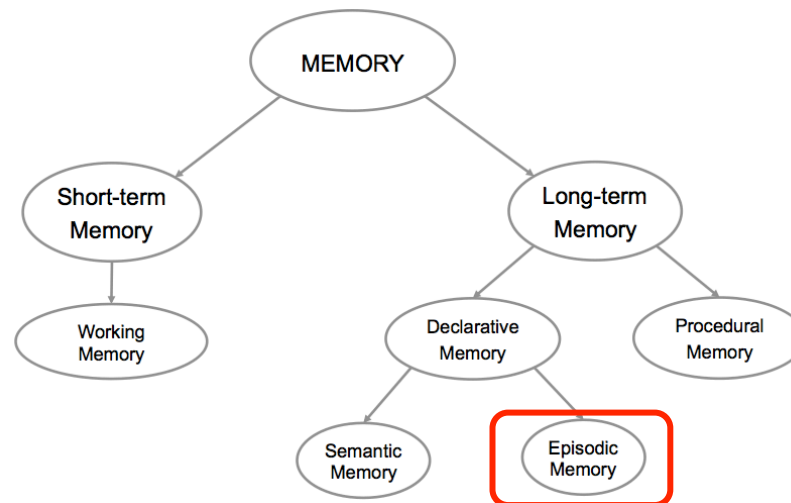 MEMORY
Short-term
Memory
Long-term
Memory
Working
Memory
Declarative
Memory
Procedural
Memory
Semantic
Memory
Episodic
Memory